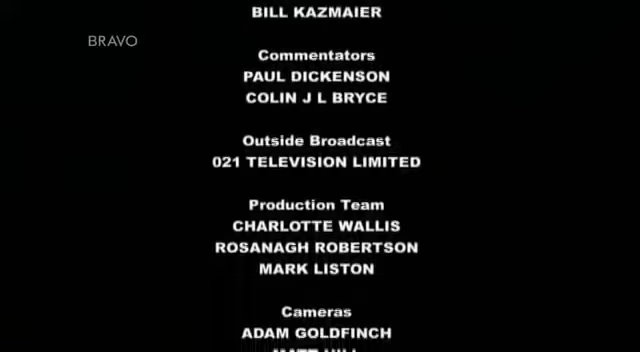 BILL KAZMAIER
BRAVO
Commentators
PAUL DICKENSON
COLIN J L BRYCE
Outside Broadcast
021 TELEVISION LIMITED
Production Team
CHARLOTTE WALLIS
ROSANAGH ROBERTSON
MARK LISTON
Cameras
ADAM GOLDFINCH